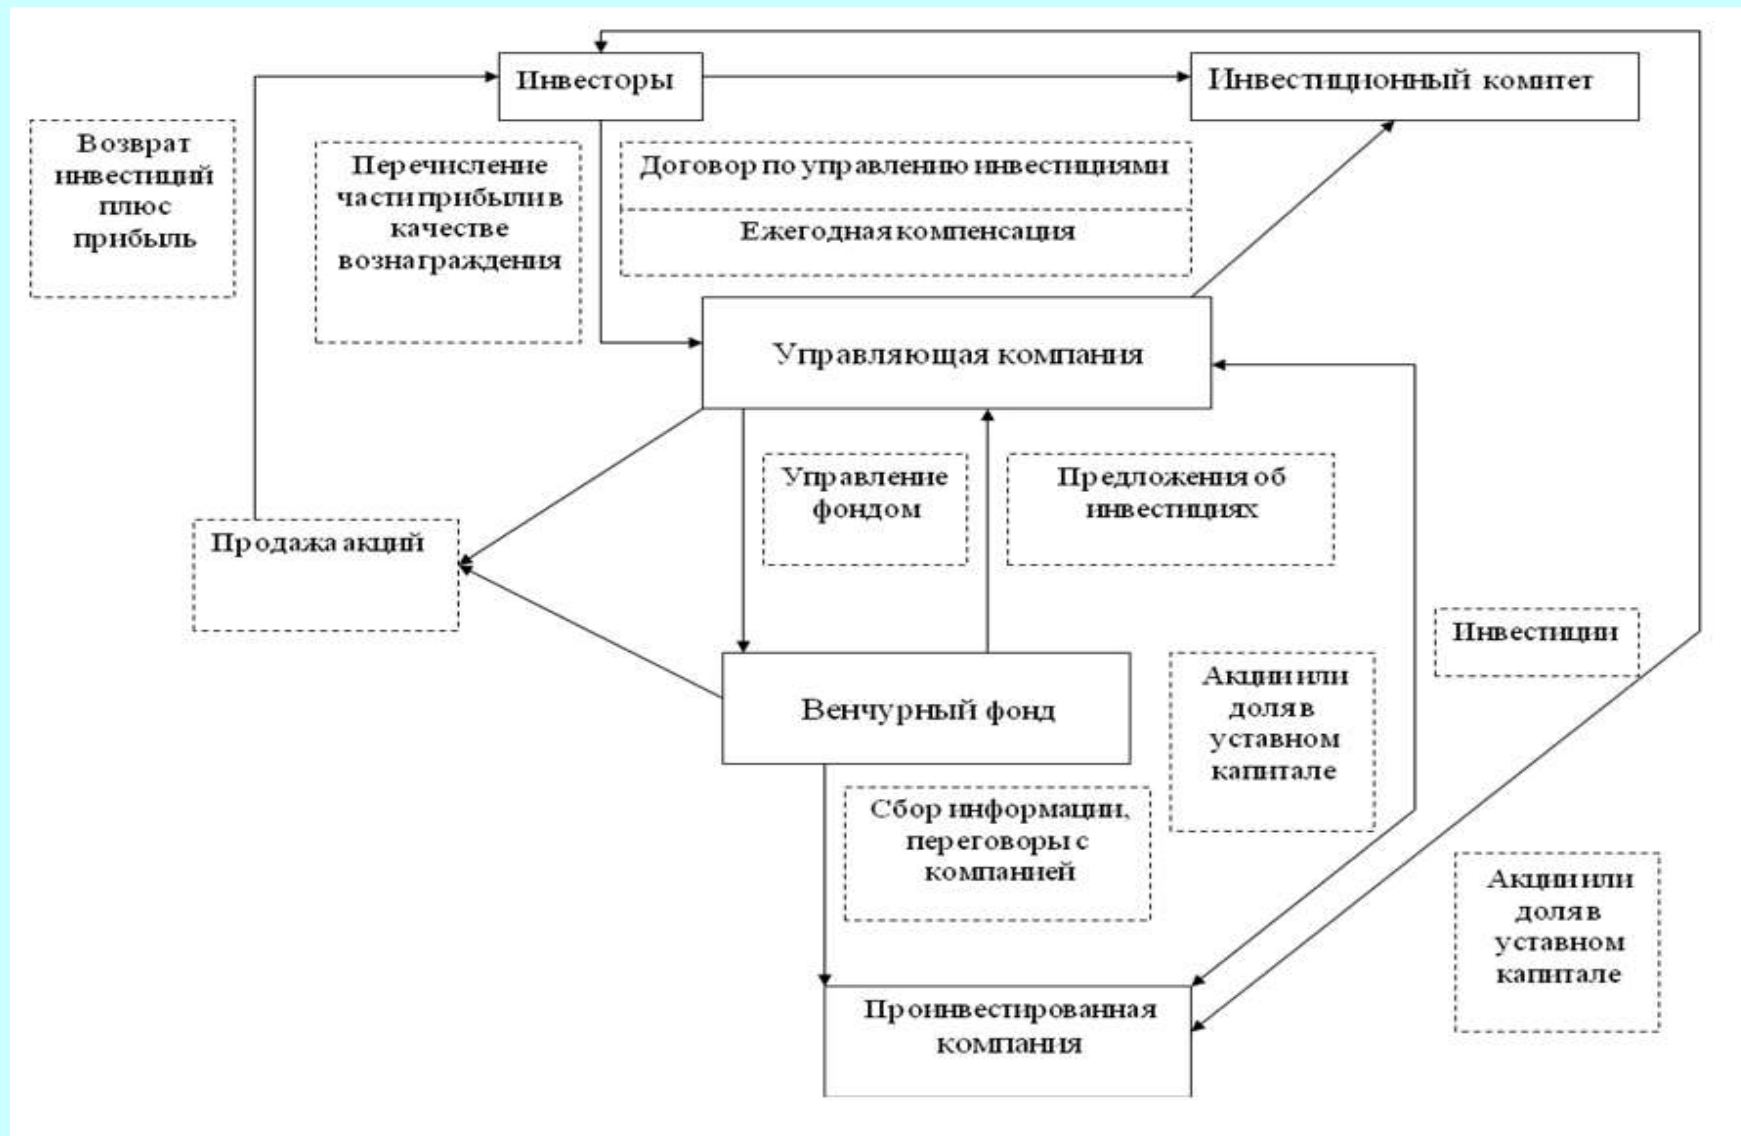 Инвесторы
Инвестиционный комитет
Возврат
инвестиций
плюс
прибыль
Перечисление
части прибыли в
качестве
вознаграждения
Договор по управлению инвестициями
Ежегодная компенсация
Управляющая компания
Управление
фондом
Предложения об
инвестициях
Продажа акций
Инвестиции
Венчурный фонд
Акции или
доля в
уставном
капитале
Сбор информации,
переговоры с
компанией
Акции или
доля в
уставном
капитале
Проинвестированная
компания